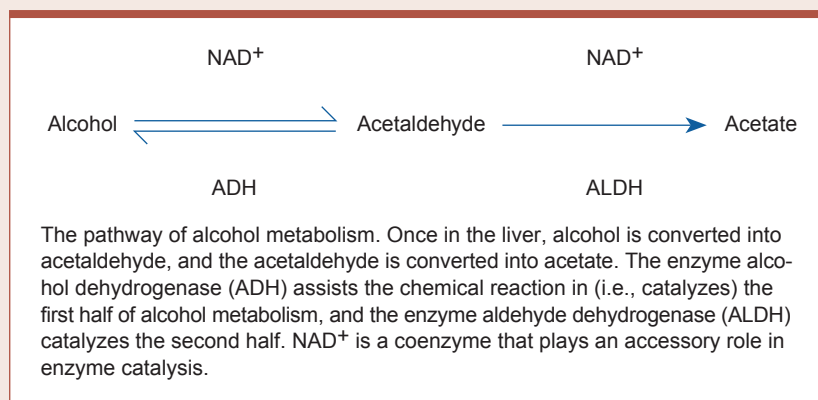 NAD+ NAD+
Alcohol Acetaldehyde Acetate
ADH ALDH
The pathway of alcohol metabolism. Once in the liver, alcohol is converted into
acetaldehyde, and the acetaldehyde is converted into acetate. The enzyme alco-
hol dehydrogenase (ADH) assists the chemical reaction in (i.e., catalyzes) the
first half of alcohol metabolism, and the enzyme aldehyde dehydrogenase (ALDH)
catalyzes the second half. NAD+ is a coenzyme that plays an accessory role in
enzyme catalysis.